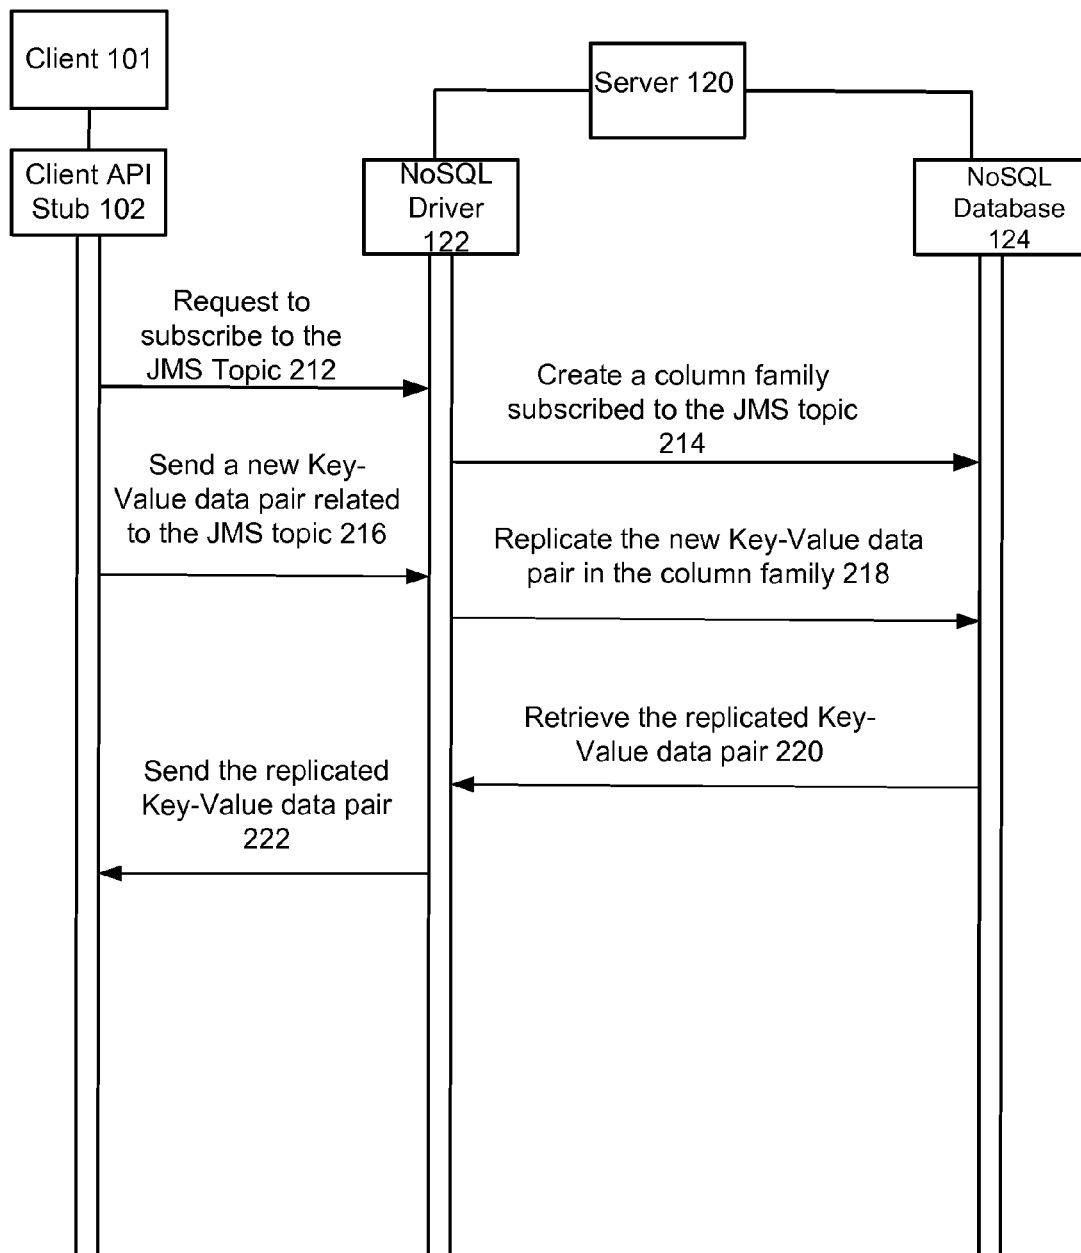 Client 101
Server 120
Client API
Stub 102
NoSQL
Driver
122
NoSQL
Database
124
Request to
subscribe to the
JMS Topic 212
Create a column family
subscribed to the JMS topic
214
Send a new Key-
Value data pair related
to the JMS topic 216
Replicate the new Key-Value data
pair in the column family 218
Retrieve the replicated Key-
Value data pair 220
Send the replicated
Key-Value data pair
222